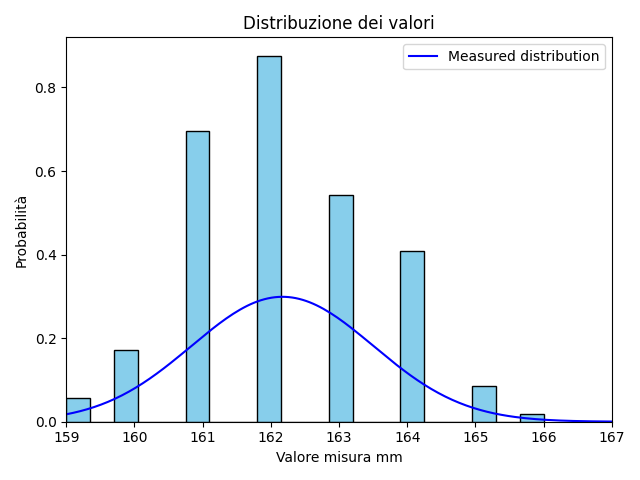 Distribuzione dei valori
Measured distribution
Probabilità
0.8
0.6
0.4
0.2
0.0
159 160 161 162 163 164 165 166 167
Valore misura mm